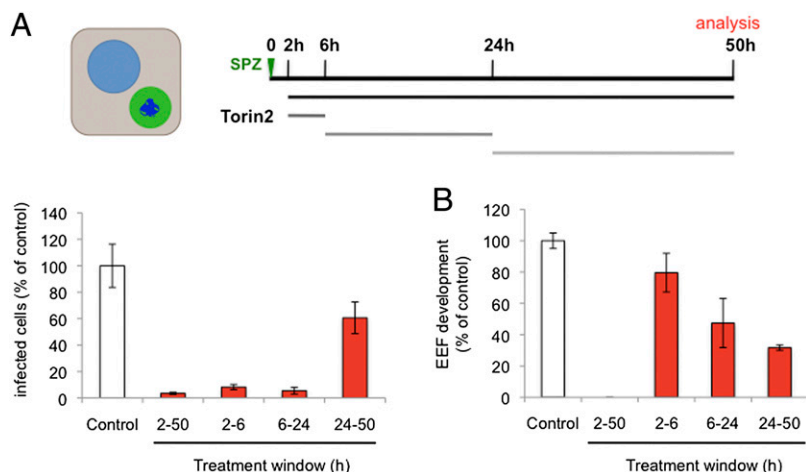 A
analysis
0 2h 6h 24h 50h
SPZ
Torin2
infected cells (% of control)
140
120
100
80
60
40
20
0
Control 2-50 2-6 6-24 24-50
Treatment window (h)
B
EEF development
(% of control)
120
100
80
60
40
20
0
Control 2-50 2-6 6-24 24-50
Treatment window (h)